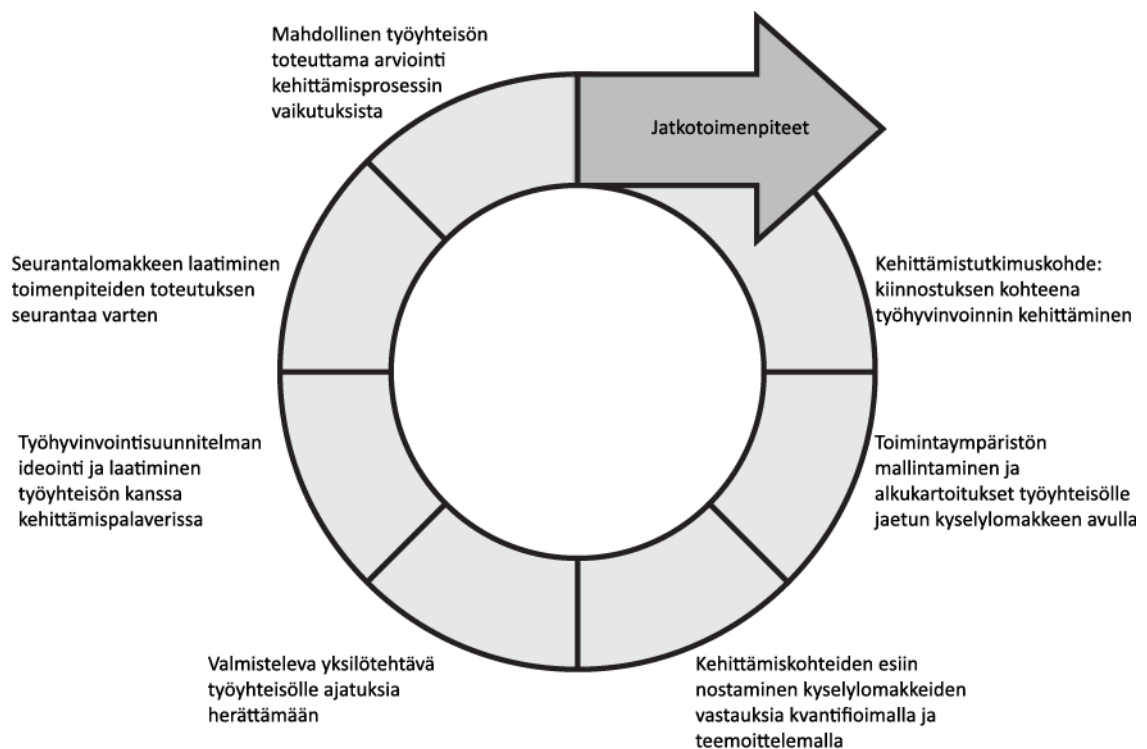 Mahdollinen työyhteisön
toteuttama arviointi
kehittämisprosessin
vaikutuksista
Jatkotoimenpiteet
Kehittämistutkimuskohde:
kiinnostuksen kohteena
työhyvinvoinnin kehittäminen
Toimintaympäristön
mallintaminen ja
alkukartoitukset työyhteisölle
jaetun kyselylomakkeen avulla
Kehittämiskohteiden esiin
nostaminen kyselylomakkeiden
vastauksia kvantifioimalla ja
teemoittelemalla
Valmisteleva yksilötehtävä
työyhteisölle ajatuksia
herättämään
Työhyvinvointisuunnitelman
ideointi ja laatiminen
työyhteisön kanssa
kehittämispalaverissa
Seurantalomakkeen laatiminen
toimenpiteiden toteutuksen
seurantaa varten